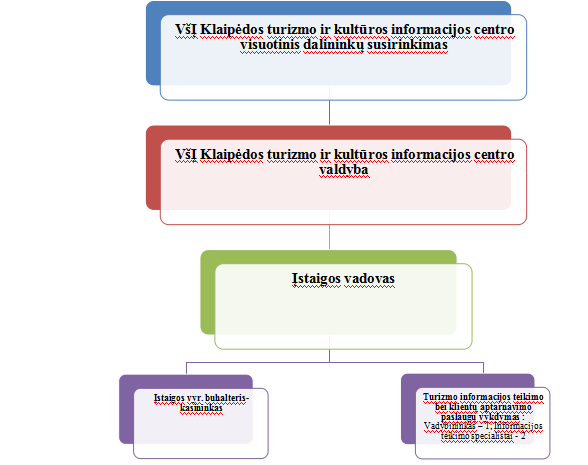 VšĮ Klaipėdos turizmo ir kultūros informacijos centro
visuotinis dalininkų susirinkimas
VšĮ Klaipėdos turizmo ir kultūros informacijos centro
valdyba
Įstaigos vadovas
Įstaigos vyr. buhalteris-
kasininkas
Turizmo informacijos teikimo
bei klientų aptarnavimo
paslaugų vykdymas :
Vadybininkas – 1; Informacijos
teikimo specialistai - 2